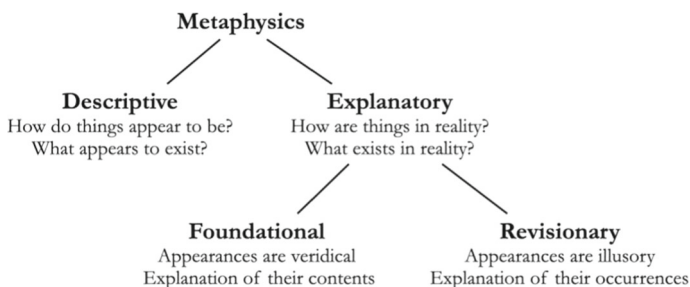 Metaphysics
Descriptive
How do things appear to be?
What appears to exist?
Explanatory
How are things in reality?
What exists in reality?
Foundational
Appearances are veridical
Explanation of their contents
Revisionary
Appearances are illusory
Explanation of their occurrences